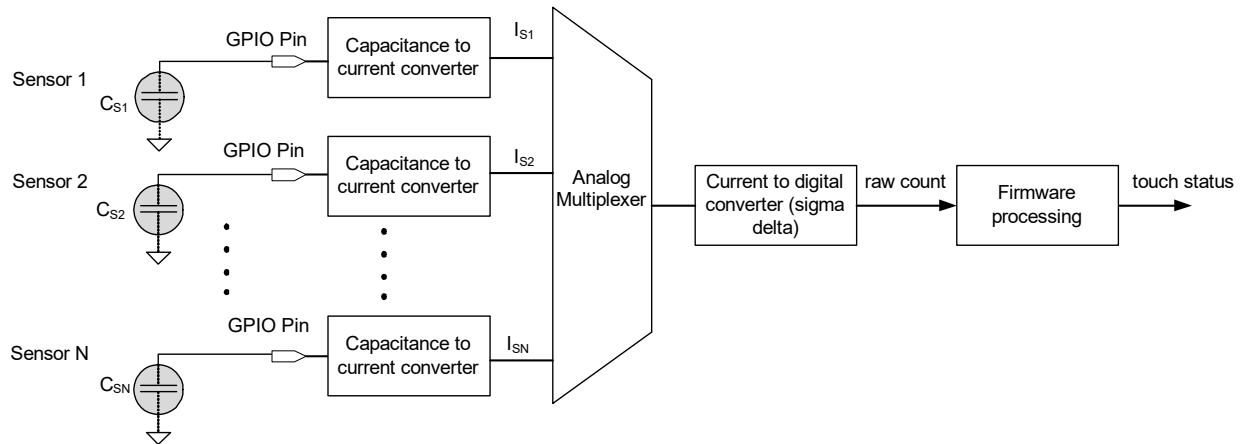 GPIO Pin
Capacitance to
current converter
IS1
Sensor 1
CS1
GPIO Pin
Capacitance to
current converter
IS2
Sensor 2
CS2
Analog
Multiplexer
Current to digital
converter (sigma
delta)
raw count
Firmware
processing
touch status
GPIO Pin
Capacitance to
current converter
ISN
Sensor N
CSN